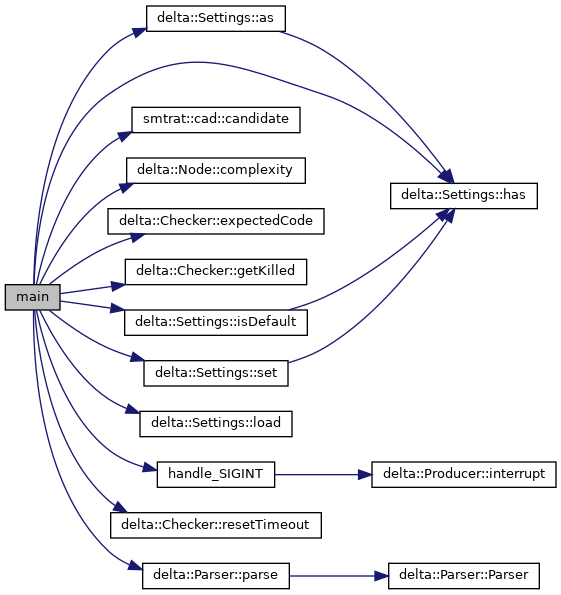 main
delta::Settings::as
smtrat::cad::candidate
delta::Node::complexity
delta::Checker::expectedCode
delta::Checker::getKilled
delta::Settings::isDefault
delta::Settings::set
delta::Settings::load
handle_SIGINT
delta::Checker::resetTimeout
delta::Parser::parse
delta::Settings::has
delta::Producer::interrupt
delta::Parser::Parser